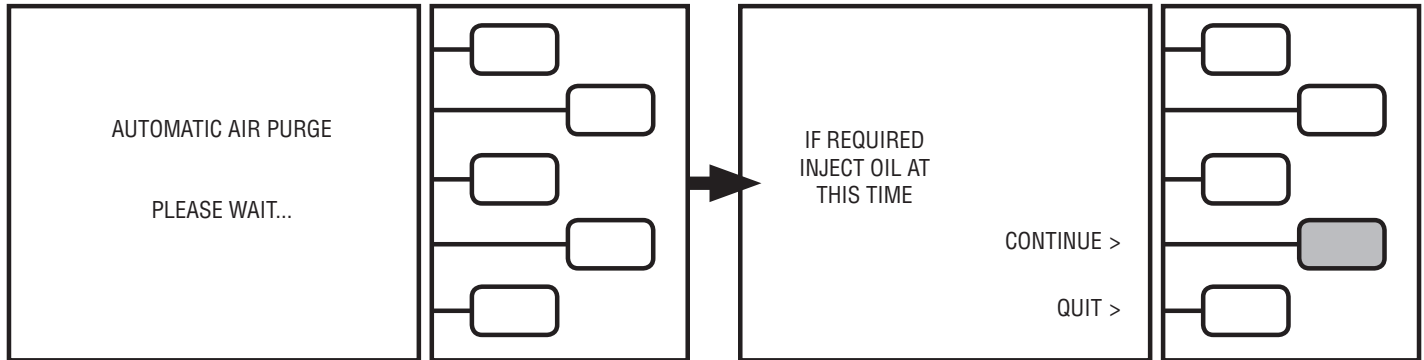 AUTOMATIC AIR PURGE
PLEASE WAIT...
IF REQUIRED
INJECT OIL AT
THIS TIME
CONTINUE >
QUIT >